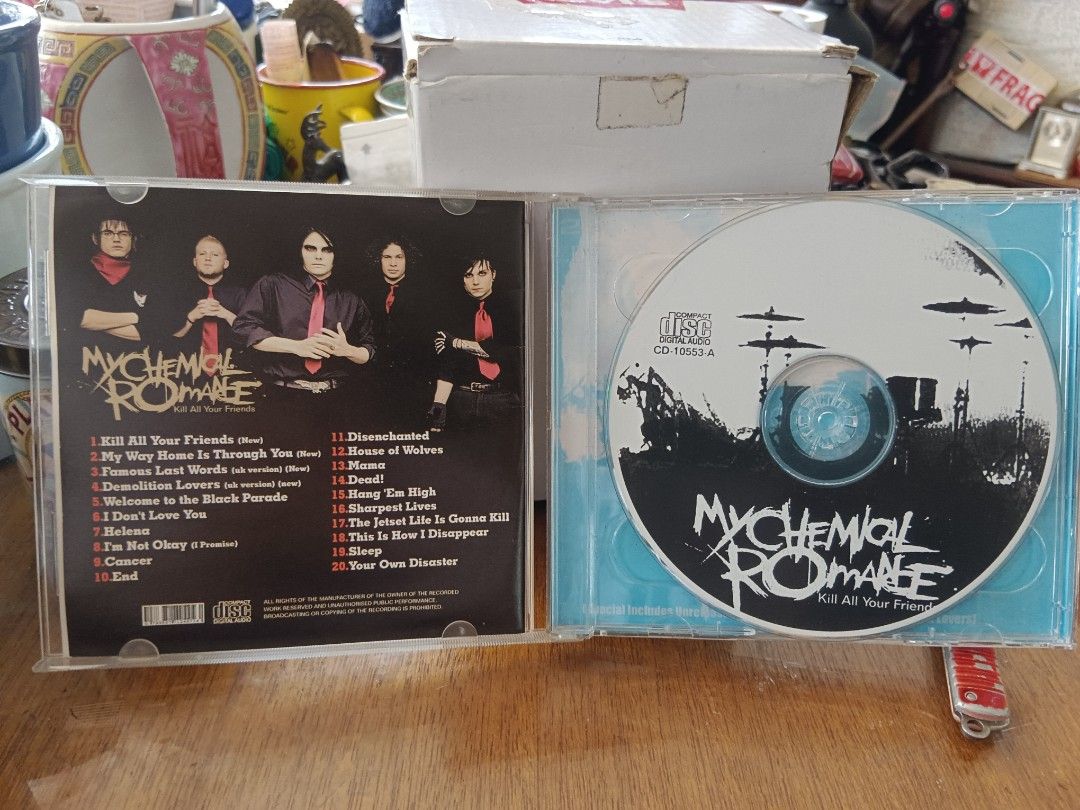 FRAG
MY CHEMICAL
ROMANCE
Kill All Your Friends
1.Kill All Your Friends (New)
2.My Way Home Is Through You (New)
3.Famous Last Words (uk version) (New)
4.Demolition Lovers (uk version) (new)
5.Welcome to the Black Parade
6.I Don't Love You
7.Helena
8.I'm Not Okay (I Promise)
9.Cancer
10.End
11.Disenchanted
12.House of Wolves
13.Mama
14.Dead!
15.Hang 'Em High
16.Sharpest Lives
17.The Jetset Life Is Gonna Kill
18.This Is How I Disappear
19.Sleep
20.Your Own Disaster
COMPACT
disc
DIGITAL AUDIO
ALL RIGHTS OF THE MANUFACTURER OF THE OWNER OF THE RECORDED
WORK RESERVED AND UNAUTHORISED PUBLIC PERFORMANCE
BROADCASTING OR COPYING OF THE RECORDING IS PROHIBITED.
COMPACT
disc
DIGITAL AUDIO
CD-10553-A
MY CHEMICAL
ROMANCE
Kill All Your Friend
Special Includes